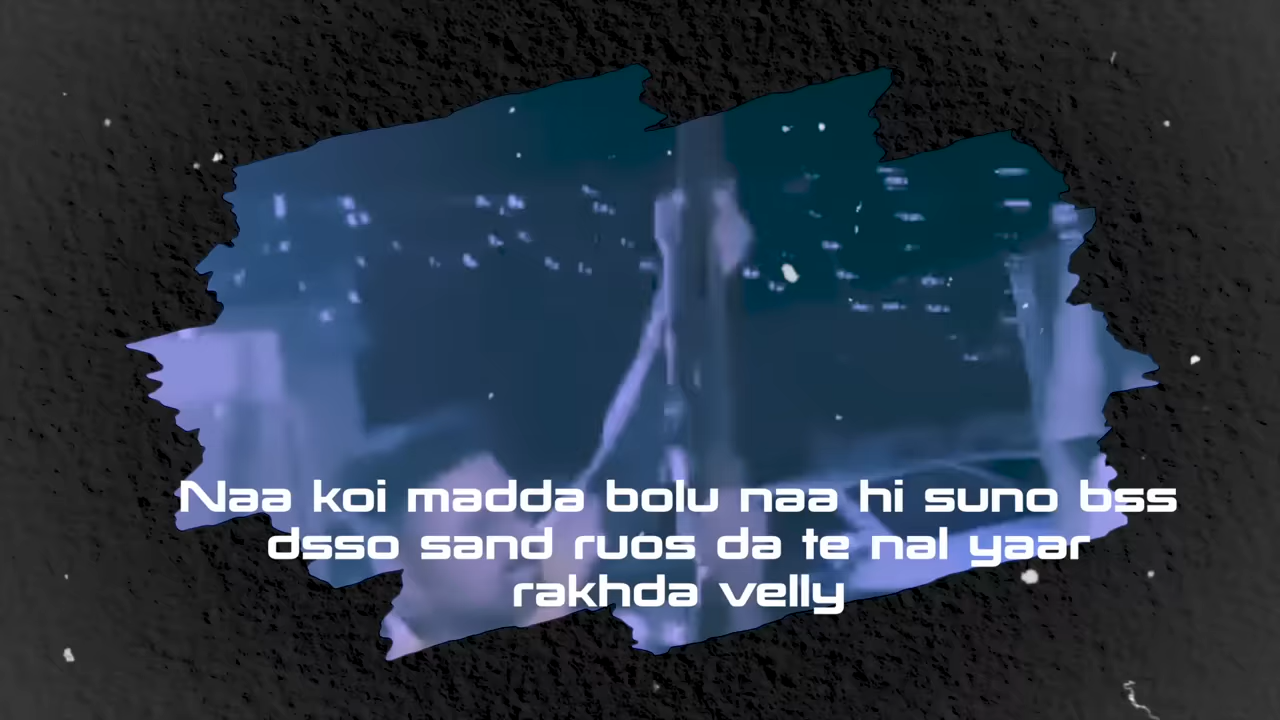 Naa koi madda bolu naa hi suno bss
dsso sand ruos da te nal yaar
rakhda velly